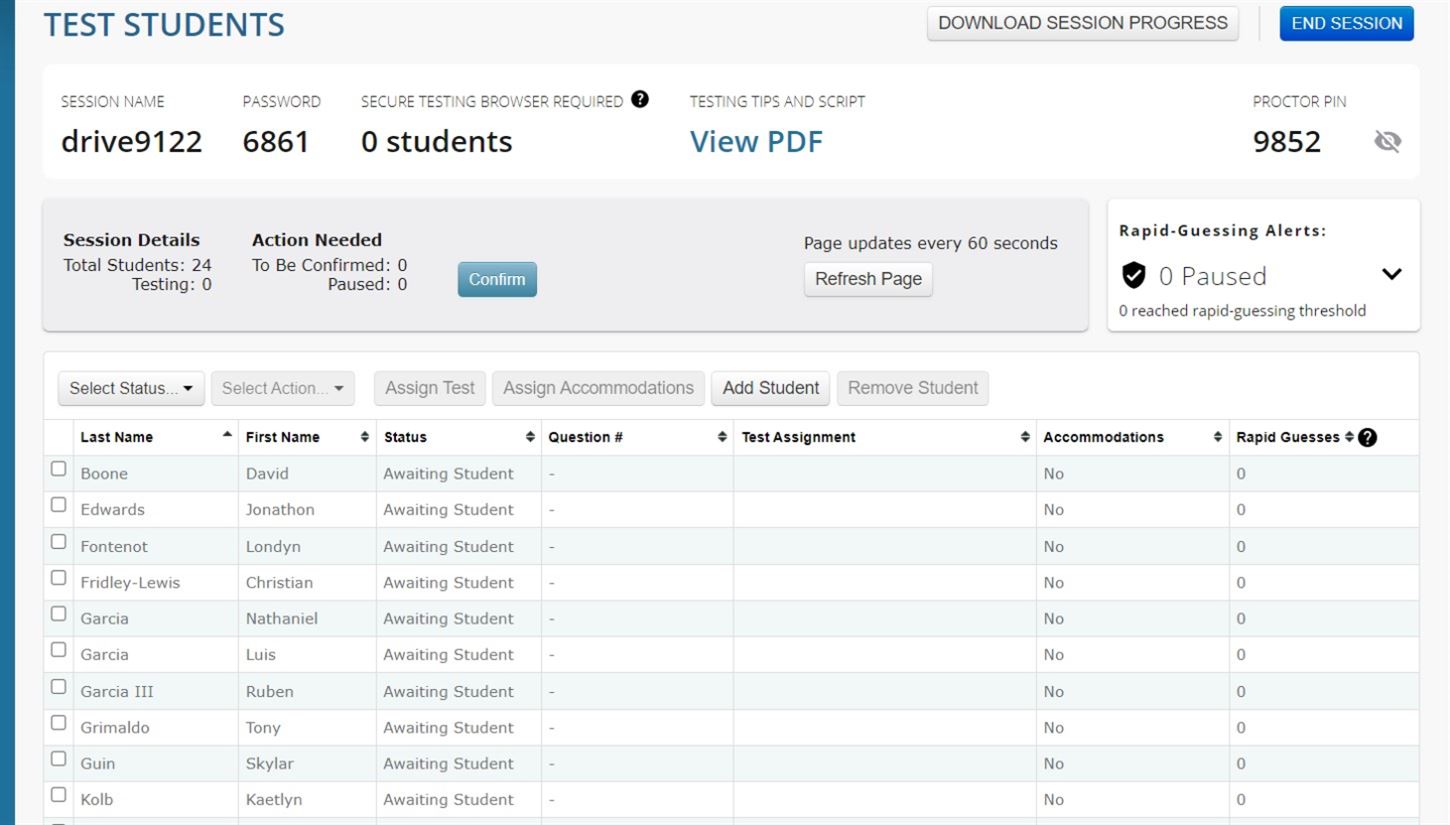 TEST STUDENTS
DOWNLOAD SESSION PROGRESS
END SESSION
SESSION NAME PASSWORD SECURE TESTING BROWSER REQUIRED ? TESTING TIPS AND SCRIPT PROCTOR PIN
drive9122 6861 0 students View PDF 9852
Session Details Action Needed
Total Students: 24 To Be Confirmed: 0
Testing: 0 Paused: 0
Confirm
Page updates every 60 seconds
Refresh Page
Rapid-Guessing Alerts:
0 Paused
0 reached rapid-guessing threshold
Select Status... Select Action... Assign Test Assign Accommodations Add Student Remove Student
Last Name First Name Status Question # Test Assignment Accommodations Rapid Guesses ?
Boone David Awaiting Student - No 0
Edwards Jonathon Awaiting Student - No 0
Fontenot Londyn Awaiting Student - No 0
Fridley-Lewis Christian Awaiting Student - No 0
Garcia Nathaniel Awaiting Student - No 0
Garcia Luis Awaiting Student - No 0
Garcia III Ruben Awaiting Student - No 0
Grimaldo Tony Awaiting Student - No 0
Guin Skylar Awaiting Student - No 0
Kolb Kaetlyn Awaiting Student - No 0